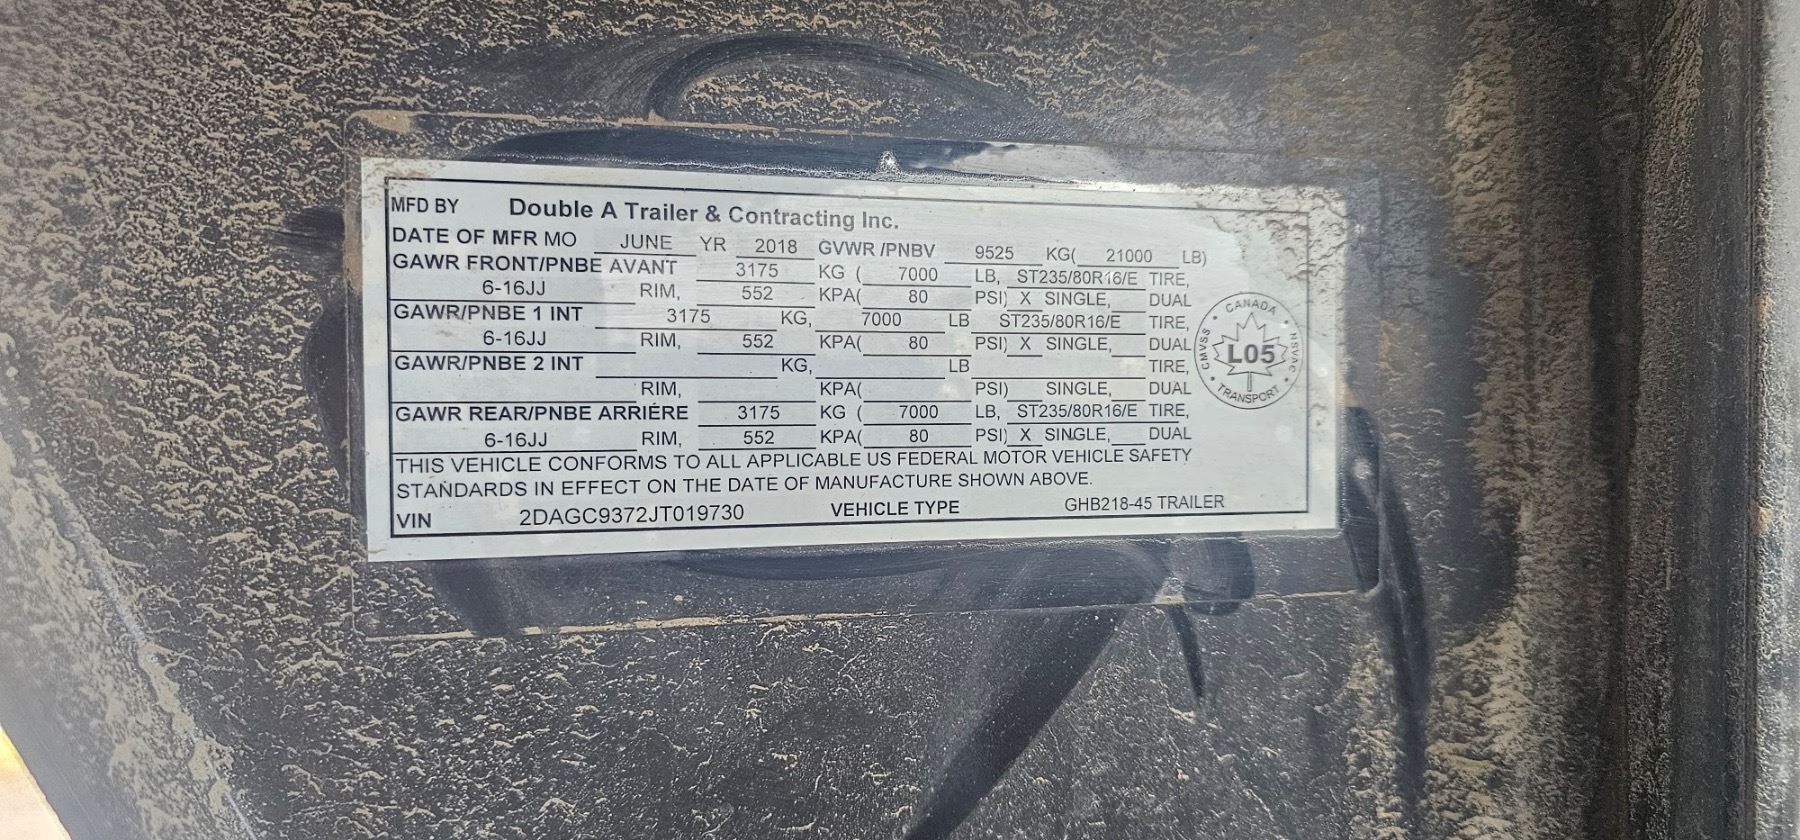 MFD BY Double A Trailer & Contracting Inc.
DATE OF MFR MO JUNE YR 2018 GVWR /PNBV 9525 KG( 21000 LB)
GAWR FRONT/PNBE AVANT 3175 KG ( 7000 LB, ST235/80R16/E TIRE,
6-16JJ RIM, 552 KPA( 80 PSI) X SINGLE, DUAL
GAWR/PNBE 1 INT 3175 KG, 7000 LB ST235/80R16/E TIRE,
6-16JJ RIM, 552 KPA( 80 PSI) X SINGLE, DUAL
GAWR/PNBE 2 INT KG, LB TIRE,
RIM, KPA( PSI) SINGLE, DUAL
GAWR REAR/PNBE ARRIÉRE 3175 KG ( 7000 LB, ST235/80R16/E TIRE,
6-16JJ RIM, 552 KPA( 80 PSI) X SINGLE, DUAL
THIS VEHICLE CONFORMS TO ALL APPLICABLE US FEDERAL MOTOR VEHICLE SAFETY
STANDARDS IN EFFECT ON THE DATE OF MANUFACTURE SHOWN ABOVE.
VIN 2DAGC9372JT019730 VEHICLE TYPE GHB218-45 TRAILER
CANADA
CMVSS L05 NSVAC
TRANSPORT